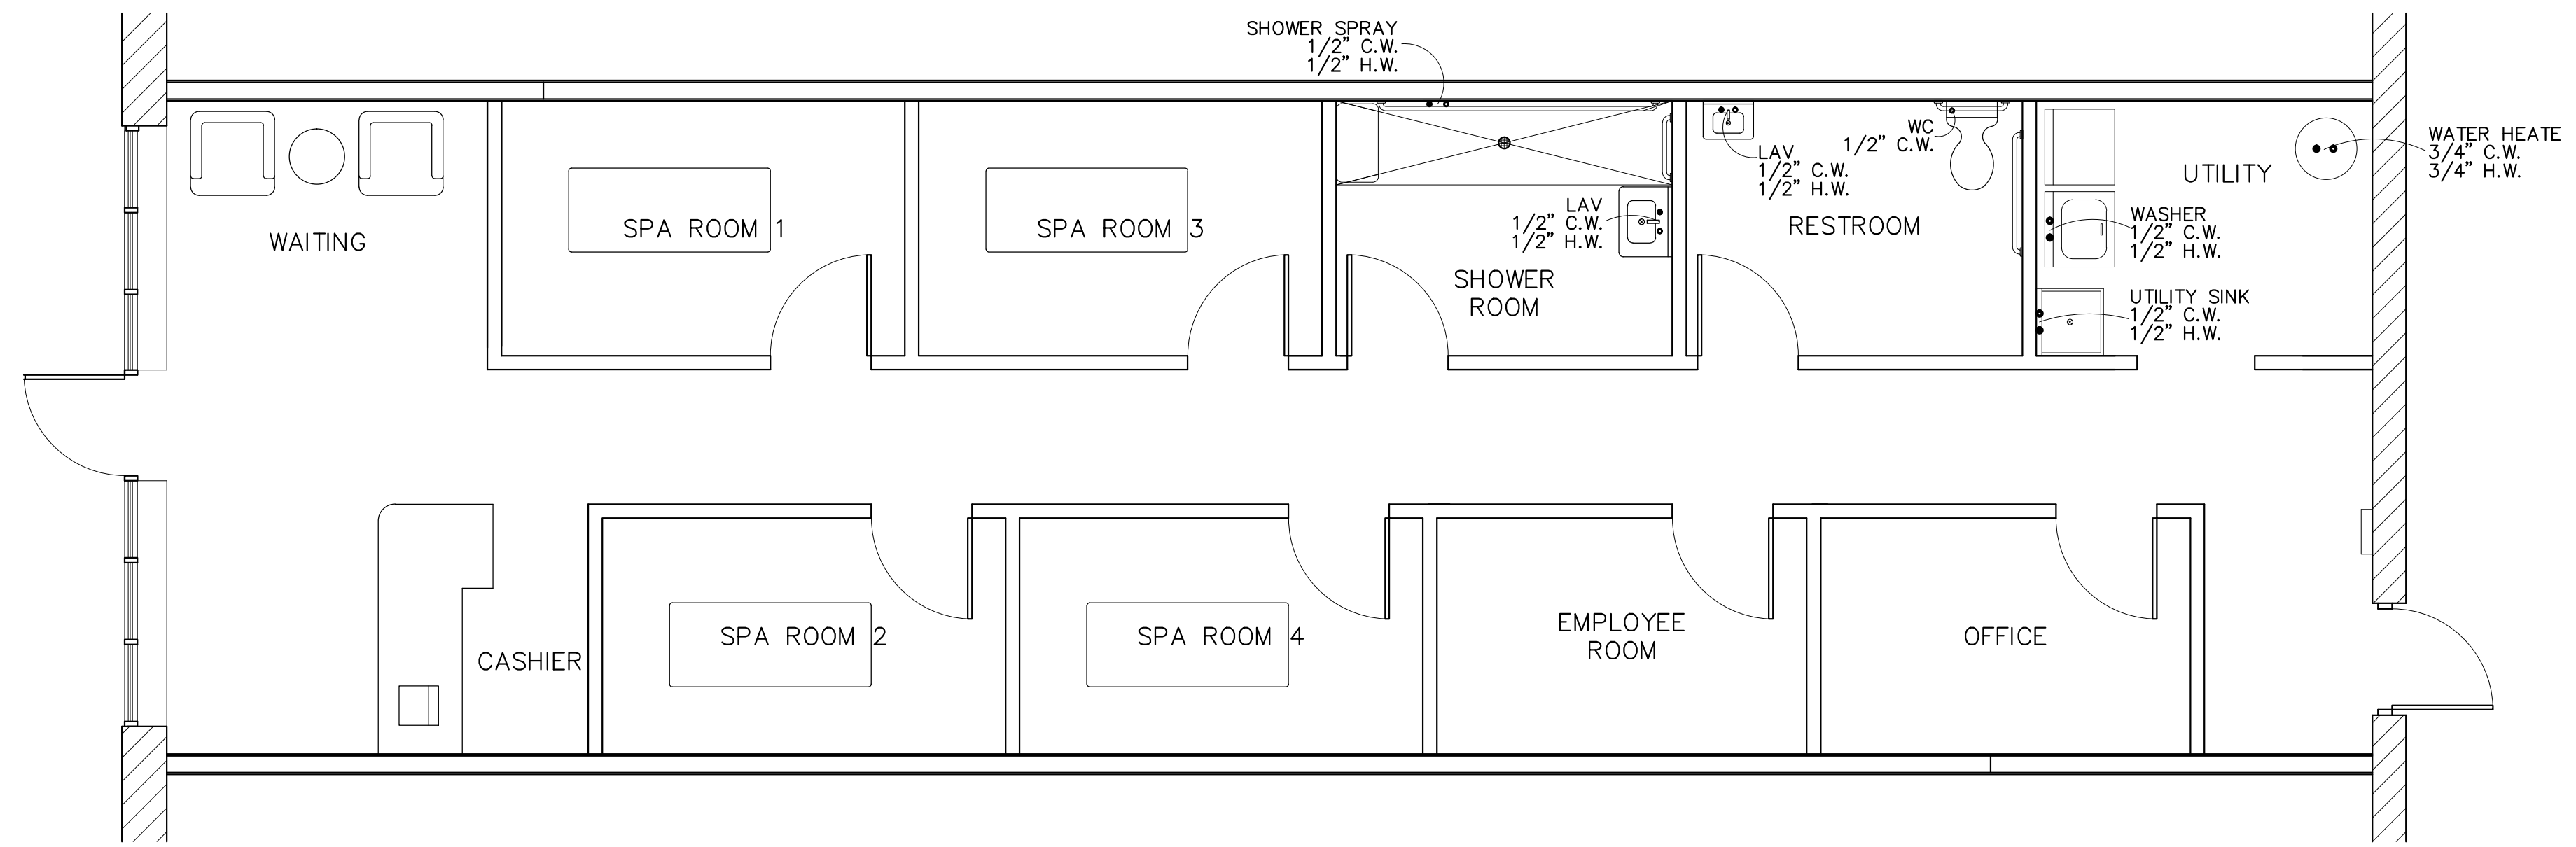 SHOWER SPRAY
1/2" C.W.
1/2" H.W.
WC
1/2" C.W.
LAV
1/2" C.W.
1/2" H.W.
WATER HEATE
3/4" C.W.
3/4" H.W.
UTILITY
WAITING
SPA ROOM 1
SPA ROOM 3
LAV
1/2" C.W.
1/2" H.W.
RESTROOM
WASHER
1/2" C.W.
1/2" H.W.
SHOWER
ROOM
UTILITY SINK
1/2" C.W.
1/2" H.W.
CASHIER
SPA ROOM 2
SPA ROOM 4
EMPLOYEE
ROOM
OFFICE